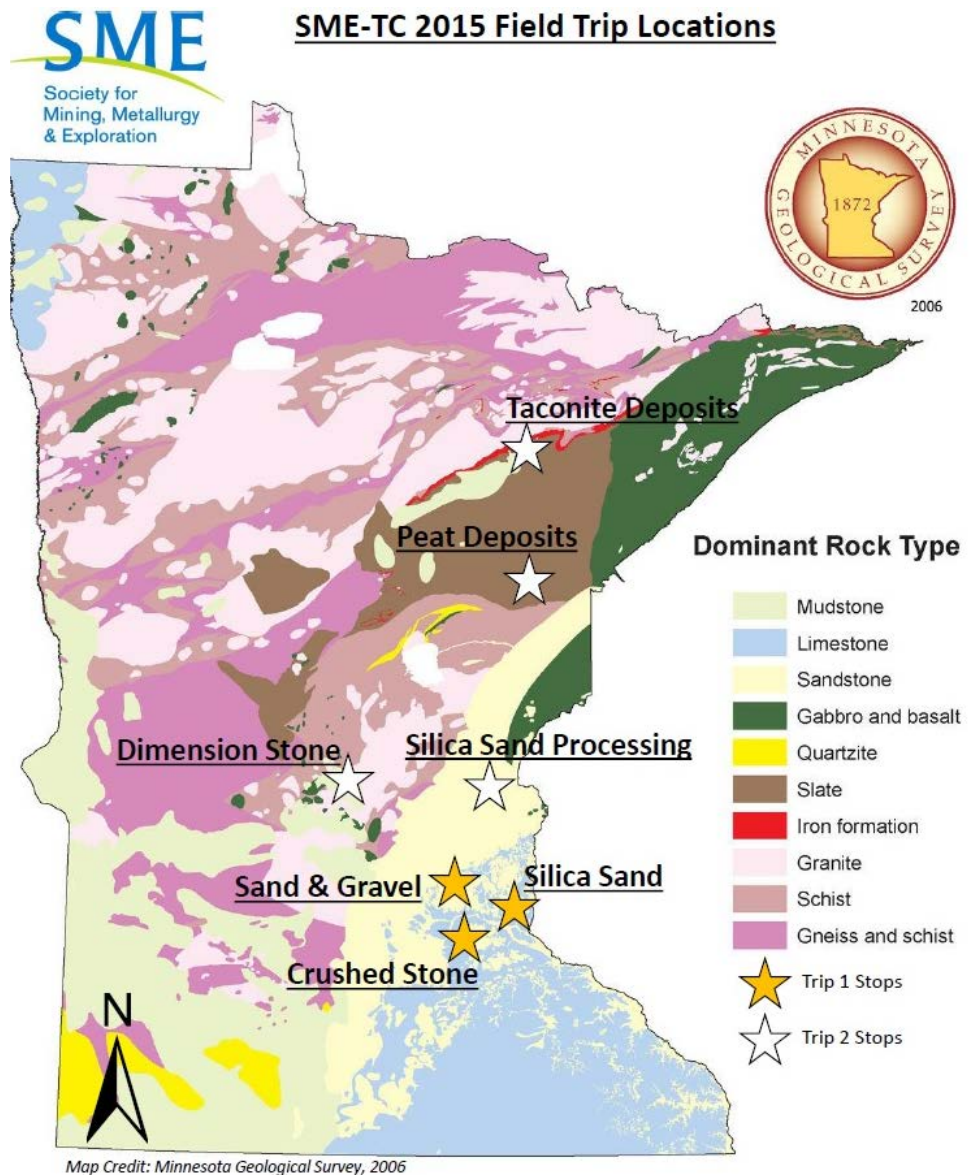 SME-TC 2015 Field Trip Locations
SME
Society for
Mining, Metallurgy
& Exploration
MINNESOTA
GEOLOGICAL SURVEY
1872
2006
Taconite Deposits
Peat Deposits
Dimension Stone
Silica Sand Processing
Sand & Gravel
Silica Sand
Crushed Stone
Dominant Rock Type
Mudstone
Limestone
Sandstone
Gabbro and basalt
Quartzite
Slate
Iron formation
Granite
Schist
Gneiss and schist
Trip 1 Stops
Trip 2 Stops
N
Map Credit: Minnesota Geological Survey, 2006